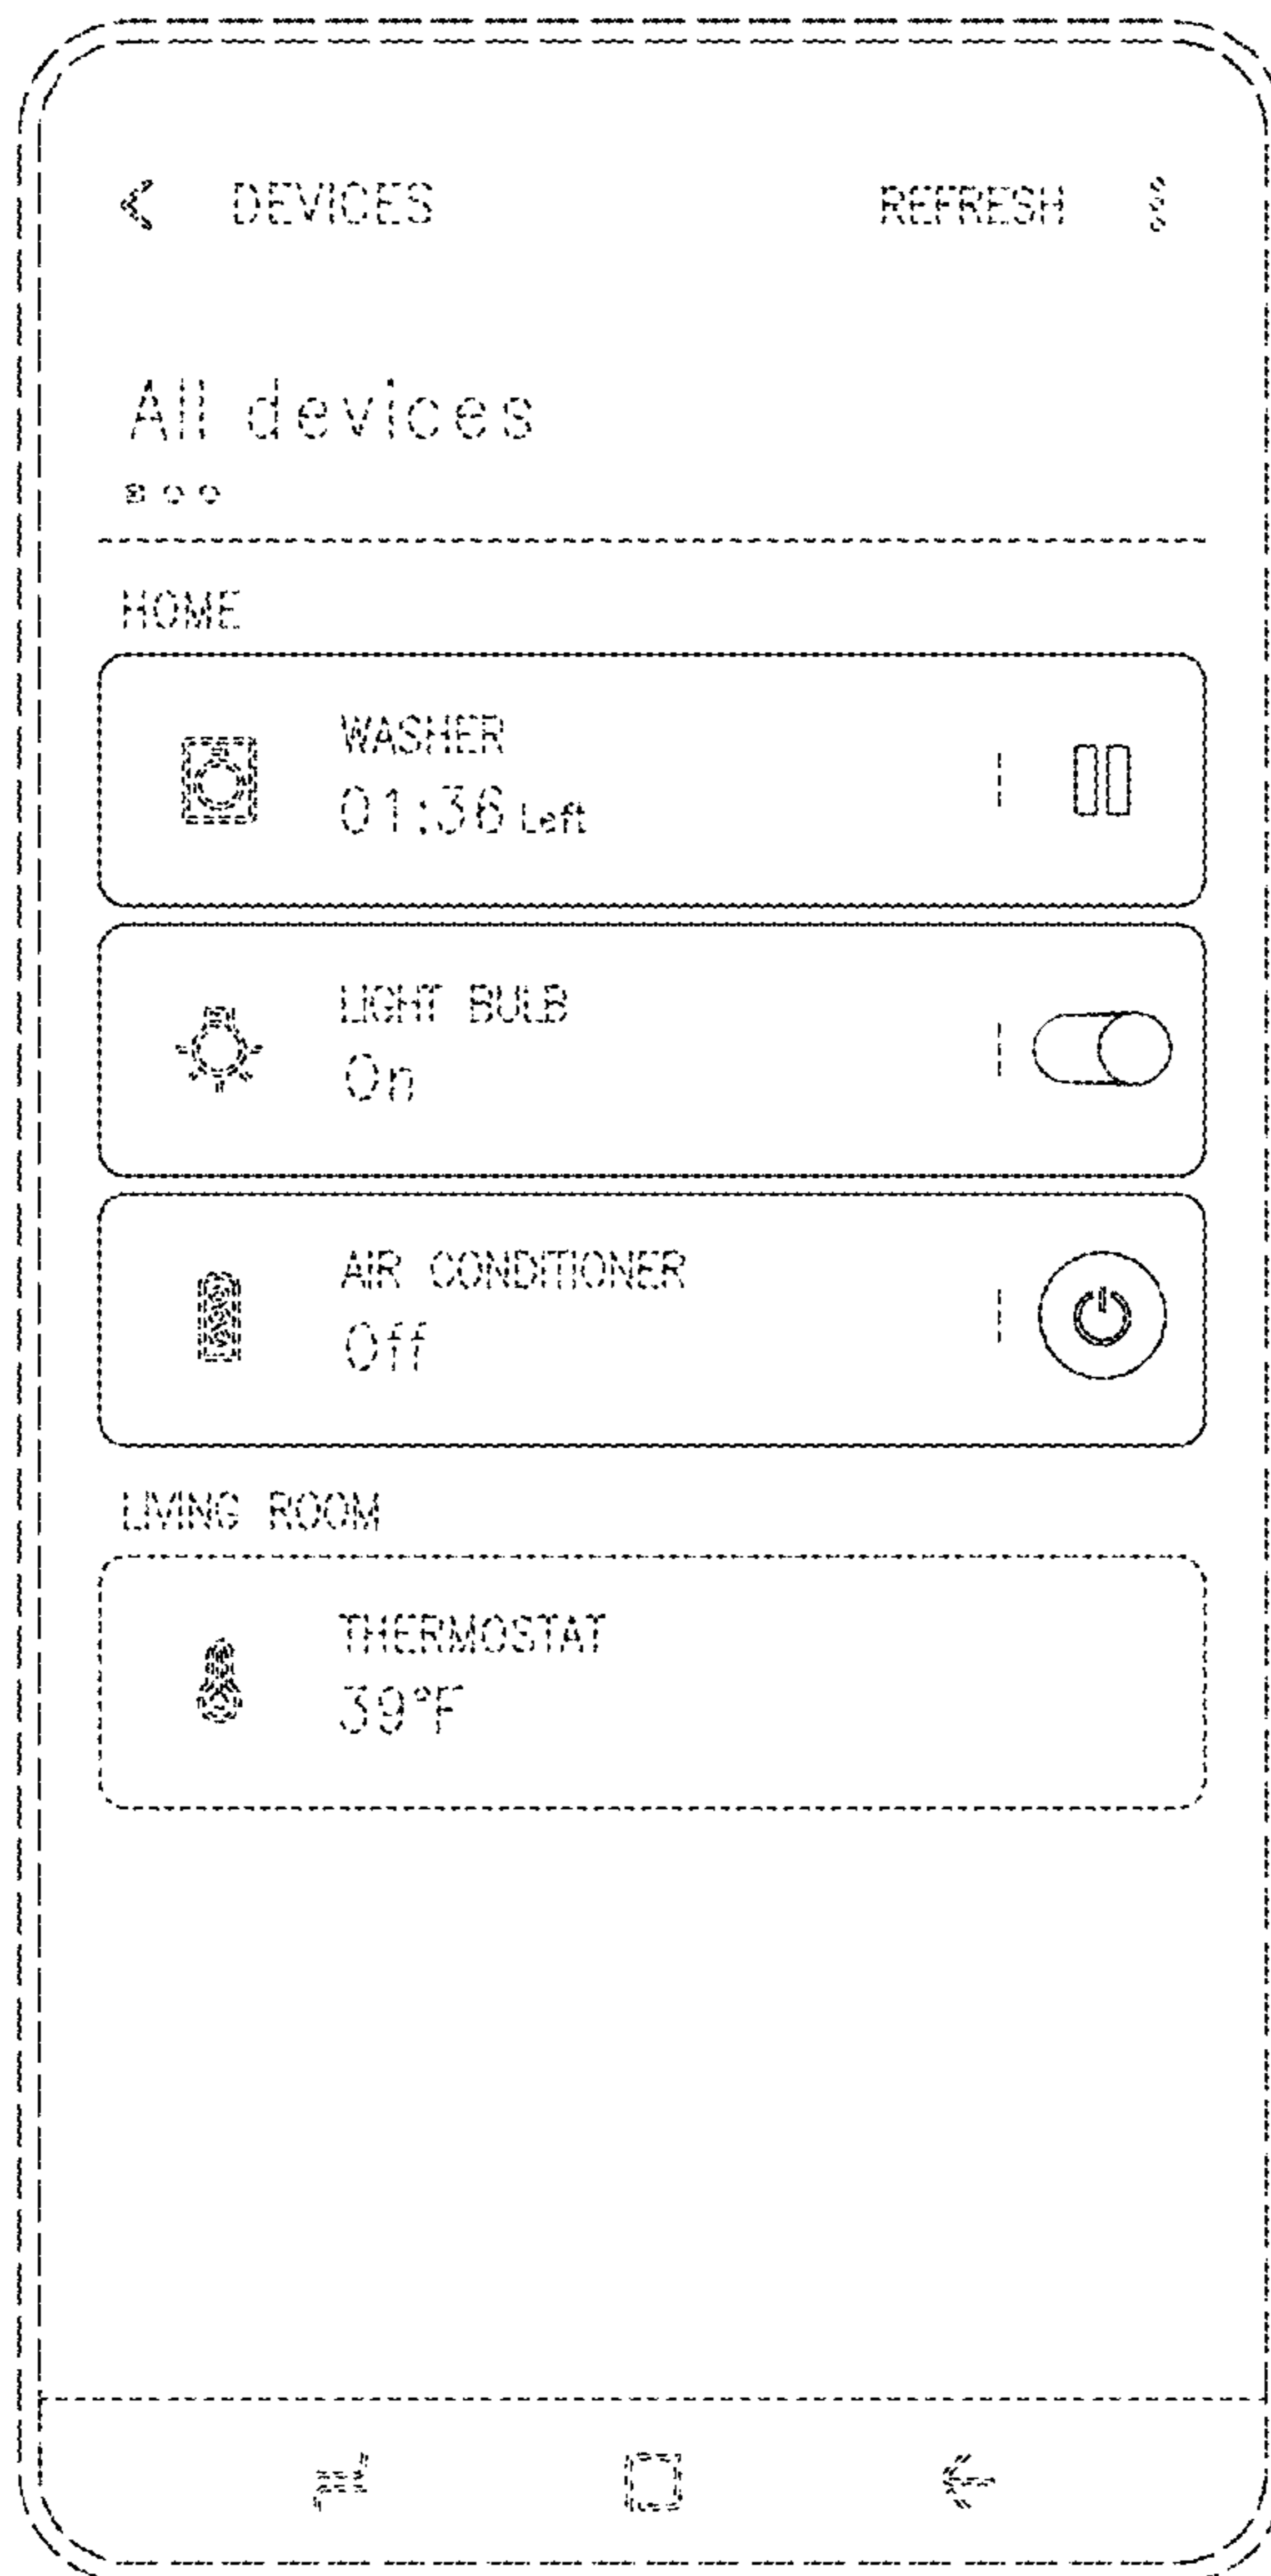 DEVICES REFRESH
All devices
HOME
WASHER
01:36 Left
LIGHT BULB
On
AIR CONDITIONER
Off
LIVING ROOM
THERMOSTAT
39°F